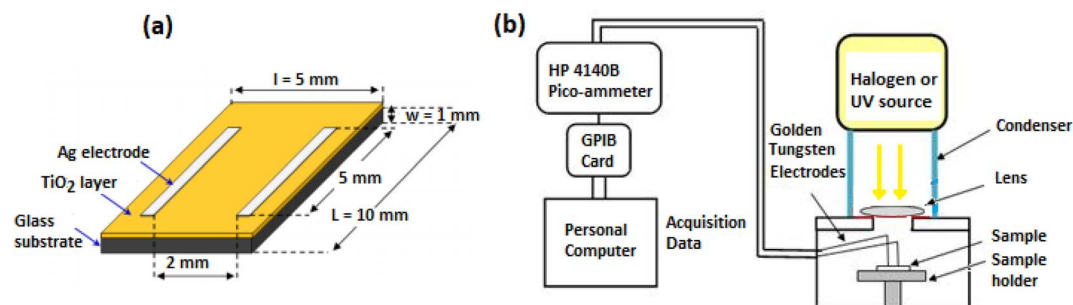 (a)
l = 5 mm
w = 1 mm
Ag electrode
TiO2 layer
5 mm
L = 10 mm
Glass
substrate
2 mm
(b)
HP 4140B
Pico-ammeter
GPIB
Card
Personal
Computer
Acquisition
Data
Golden
Tungsten
Electrodes
Halogen or
UV source
Condenser
Lens
Sample
Sample
holder